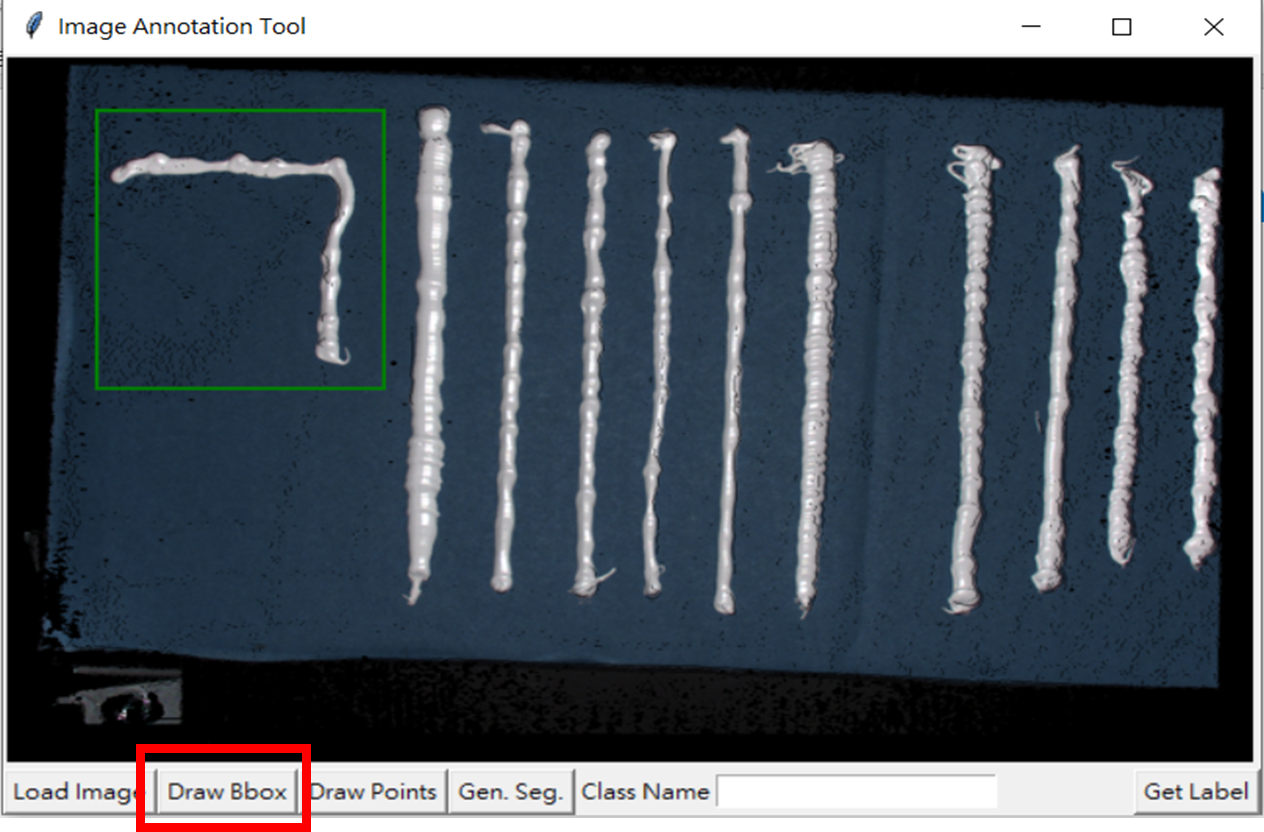 Image Annotation Tool
Load Image Draw Bbox Draw Points Gen. Seg. Class Name Get Label